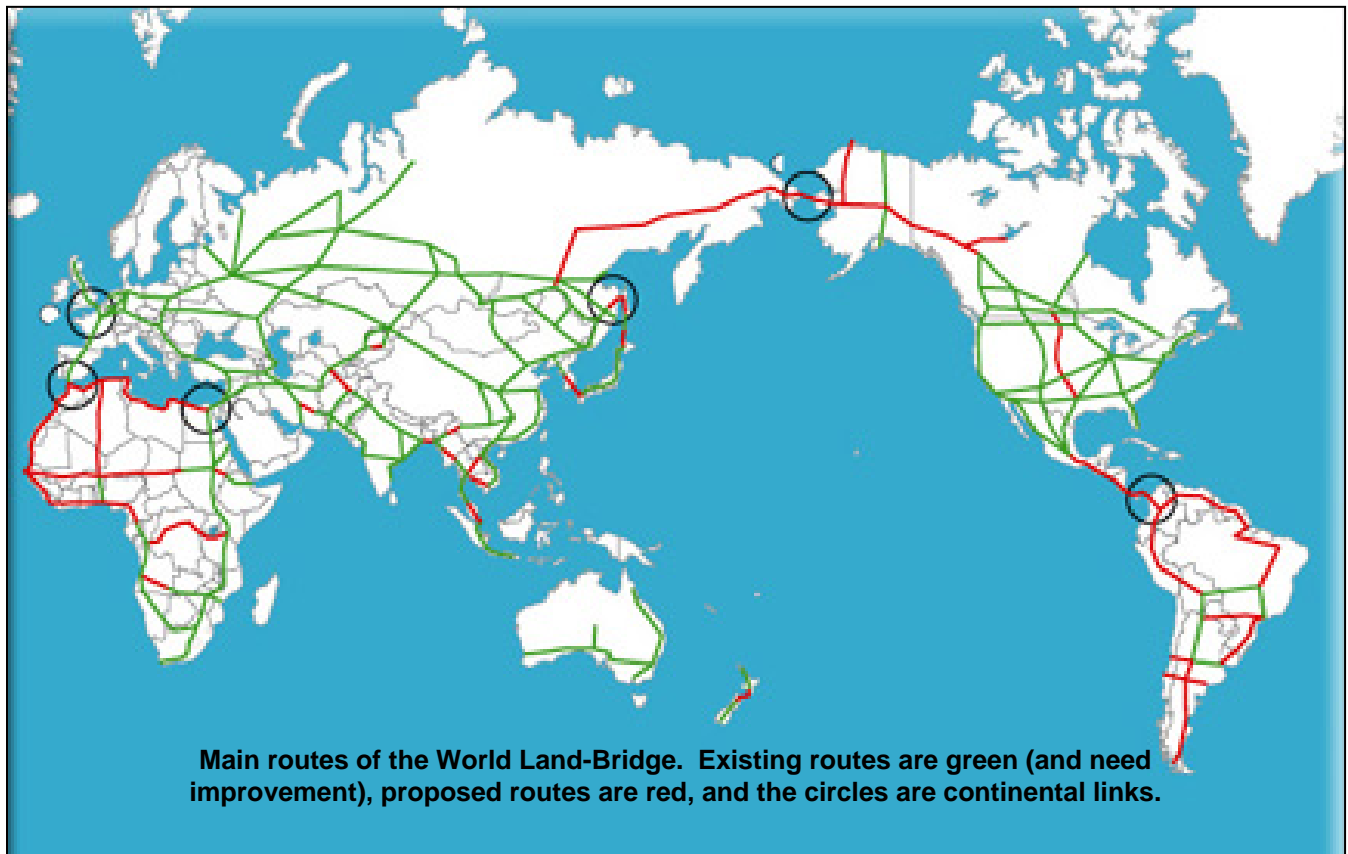 Main routes of the World Land-Bridge.  Existing routes are green (and need
improvement), proposed routes are red, and the circles are continental links.